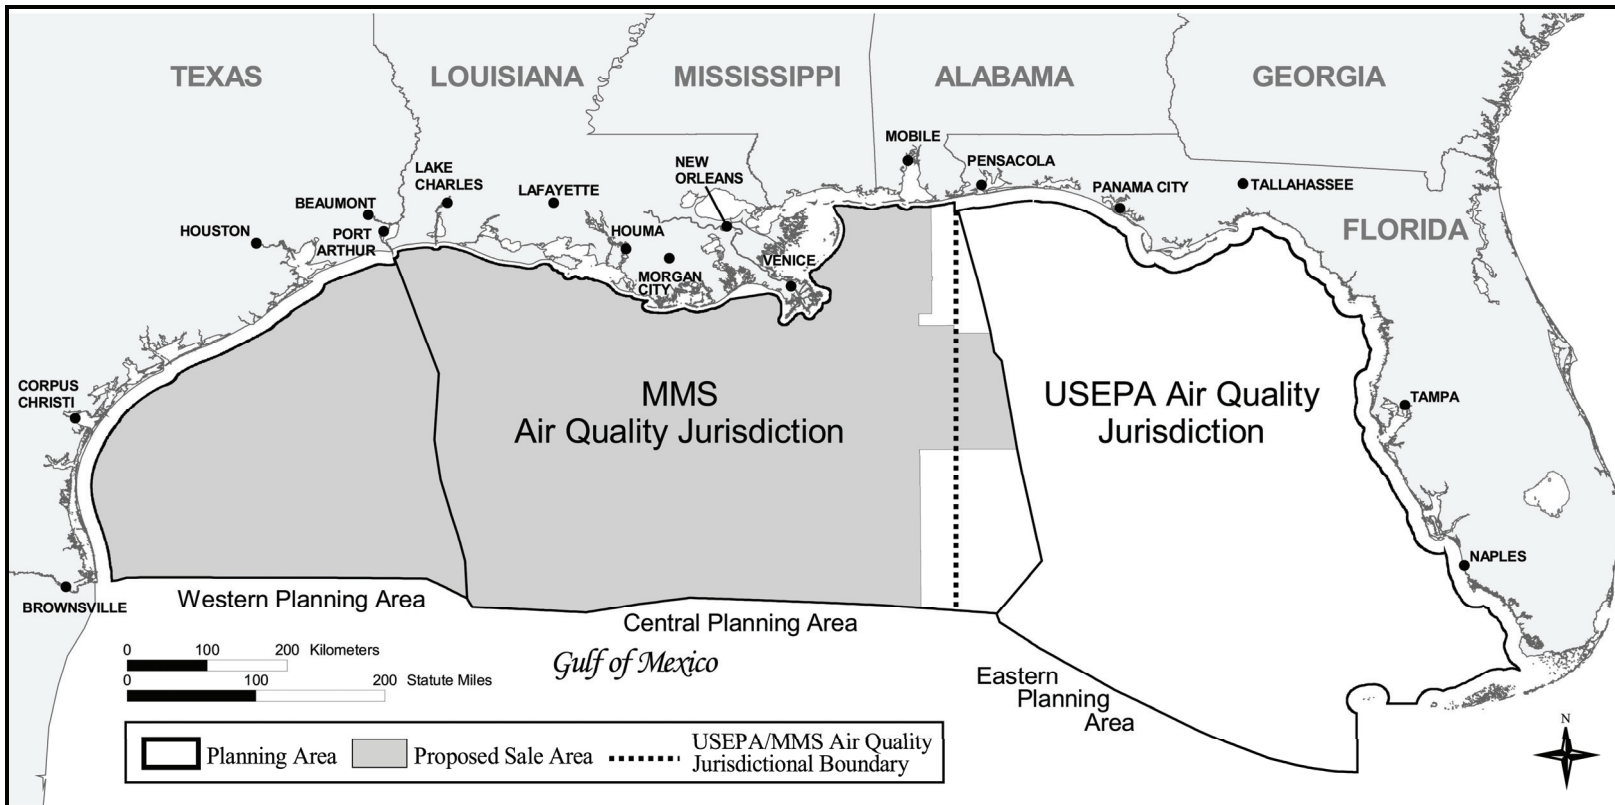 TEXAS
LOUISIANA
MISSISSIPPI
ALABAMA
GEORGIA
MOBILE
PENSACOLA
NEW
ORLEANS
LAKE
CHARLES
LAFAYETTE
PANAMA CITY
TALLAHASSEE
BEAUMONT
HOUSTON
PORT
ARTHUR
HOUMA
FLORIDA
VENICE
MORGAN
CITY
CORPUS
CHRISTI
MMS
Air Quality Jurisdiction
USEPA Air Quality
Jurisdiction
TAMPA
NAPLES
BROWNSVILLE
Western Planning Area
Central Planning Area
Gulf of Mexico
Eastern
Planning
Area
0 100 200 Kilometers
0 100 200 Statute Miles
Planning Area
Proposed Sale Area
USEPA/MMS Air Quality
Jurisdictional Boundary
N